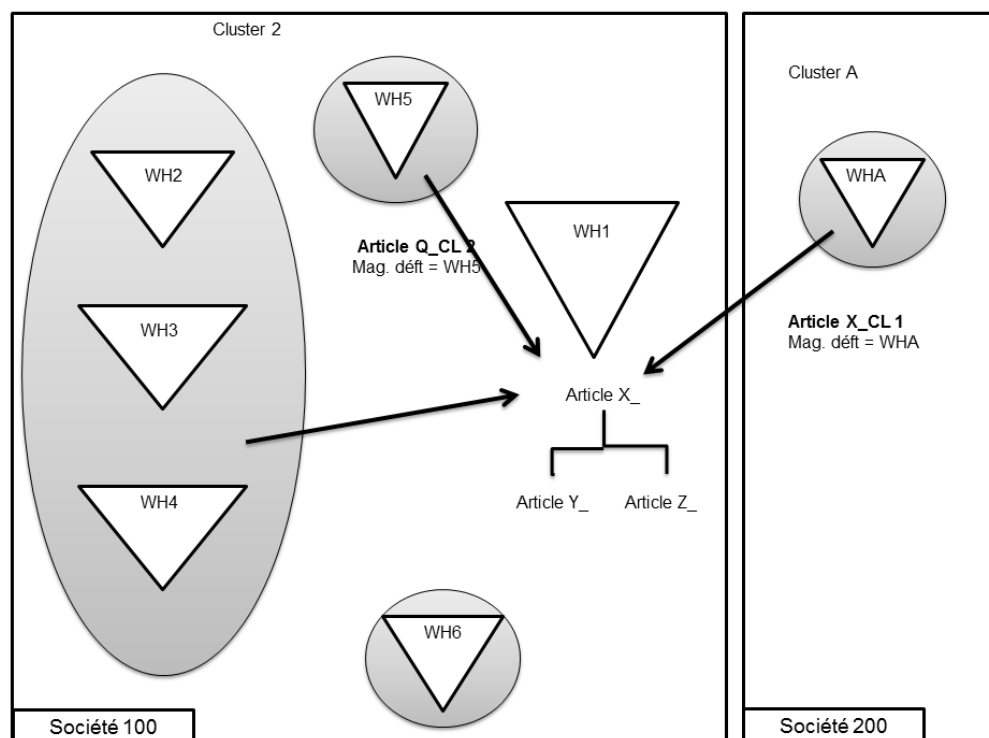 Cluster 2
WH5
WH2
WH3
WH4
Article Q_CL 2
Mag. déft = WH5
WH1
Article X_
Article Y_ Article Z_
WH6
Société 100
Cluster A
WHA
Article X_CL 1
Mag. déft = WHA
Société 200